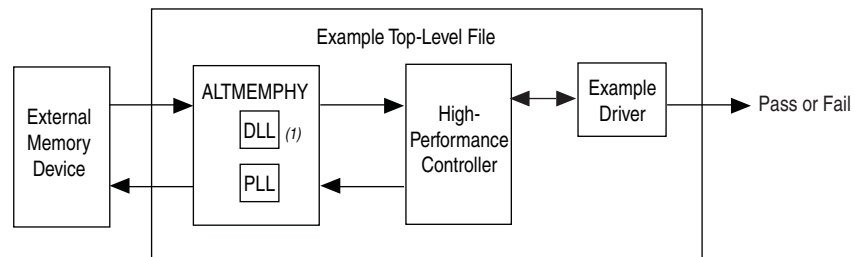 Example Top-Level File
External
Memory
Device
ALTMEMPHY
DLL (1)
PLL
High-
Performance
Controller
Example
Driver
Pass or Fail